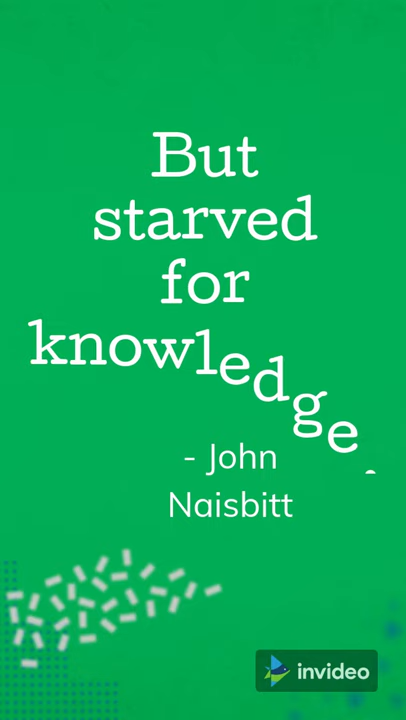 But
starved
for
knowledge.
- John
Naisbitt
invideo